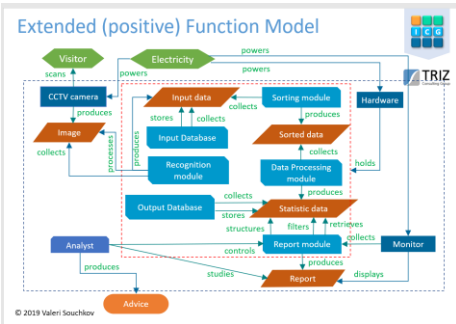 Extended (positive) Function Model
ICG
TRIZ
Consulting Group
Visitor
Electricity
powers
powers
scans
powers
CCTV camera
Input data
collects
Sorting module
Hardware
produces
stores
collects
produces
Image
Input Database
Sorted data
collects
processes
produces
Recognition
module
collects
Data Processing
module
holds
produces
Output Database
collects
stores
Statistic data
structures
filters
retrieves
Analyst
controls
Report module
collects
Monitor
produces
studies
produces
Report
displays
Advice
© 2019 Valeri Souchkov